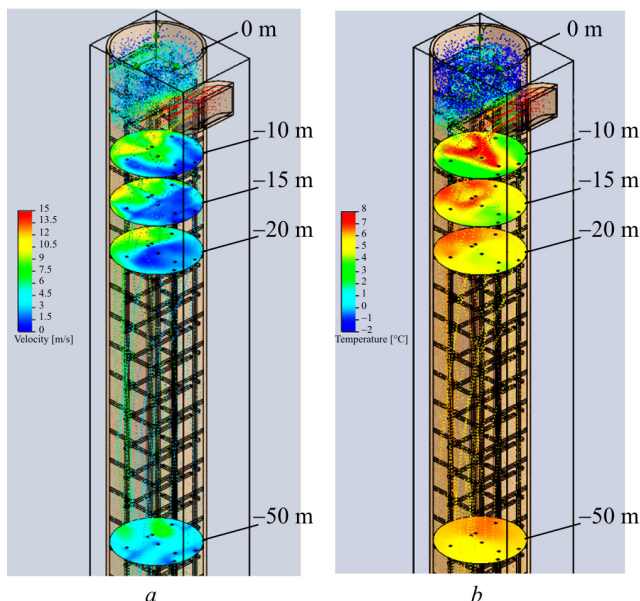 0 m
–10 m
–15 m
–20 m
–50 m
15
13.5
12
10.5
9
7.5
6
4.5
3
1.5
0
Velocity [m/s]
a
0 m
–10 m
–15 m
–20 m
–50 m
8
7
6
5
4
3
2
1
0
–1
–2
Temperature [°C]
b